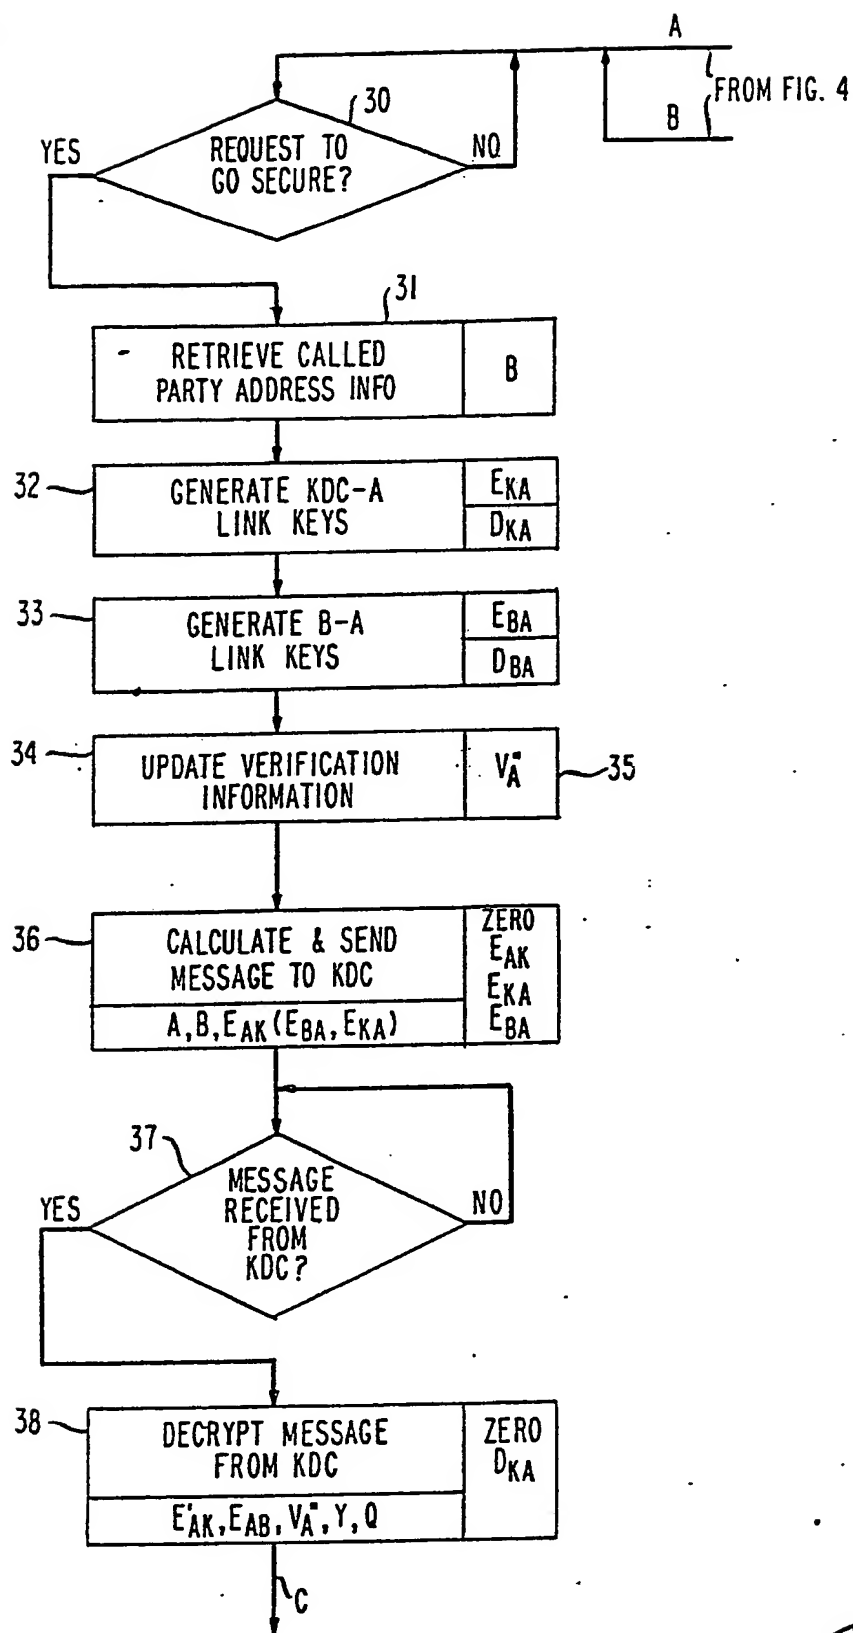 A
FROM FIG. 4
B
30
YES
REQUEST TO
GO SECURE?
NO
31
RETRIEVE CALLED
PARTY ADDRESS INFO
B
32
GENERATE KDC-A
LINK KEYS
EKA
DKA
33
GENERATE B-A
LINK KEYS
EBA
DBA
34
UPDATE VERIFICATION
INFORMATION
VA"
35
36
CALCULATE & SEND
MESSAGE TO KDC
A, B, EAK (EBA, EKA)
ZERO
EAK
EKA
EBA
37
YES
MESSAGE
RECEIVED
FROM
KDC?
NO
38
DECRYPT MESSAGE
FROM KDC
E'AK, EAB, VA", Y, Q
ZERO
DKA
C